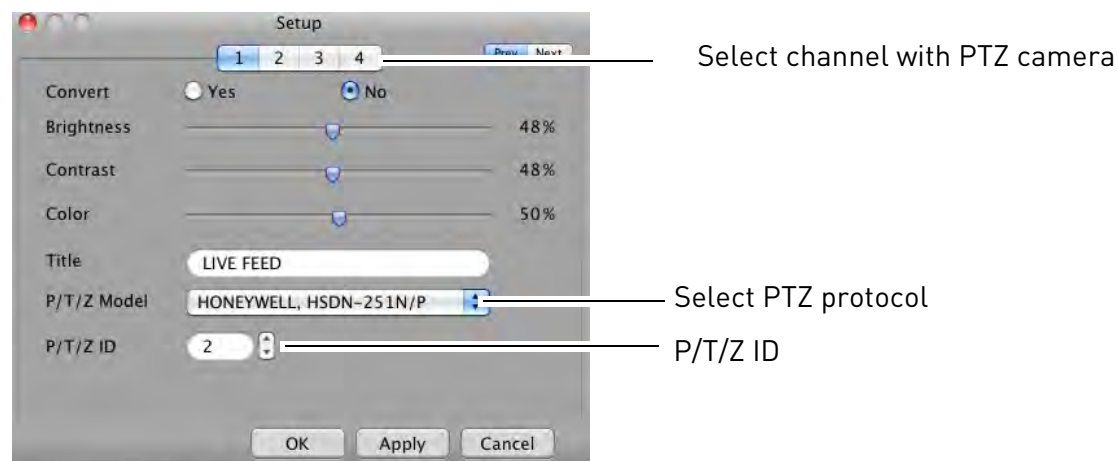 Setup
1 2 3 4 Prev Next
Select channel with PTZ camera
Convert Yes No
Brightness 48%
Contrast 48%
Color 50%
Title LIVE FEED
P/T/Z Model HONEYWELL, HSDN-251N/P
Select PTZ protocol
P/T/Z ID 2
P/T/Z ID
OK Apply Cancel